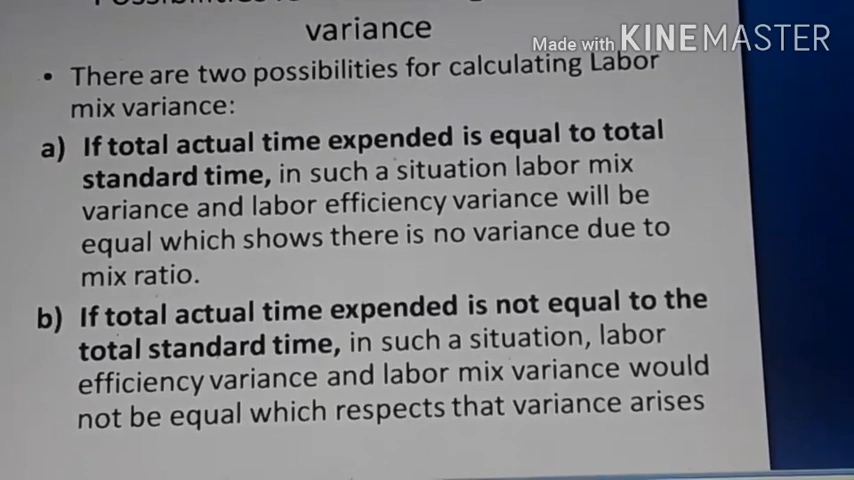 variance
Made with KINEMASTER
• There are two possibilities for calculating Labor
mix variance:
a) If total actual time expended is equal to total
standard time, in such a situation labor mix
variance and labor efficiency variance will be
equal which shows there is no variance due to
mix ratio.
b) If total actual time expended is not equal to the
total standard time, in such a situation, labor
efficiency variance and labor mix variance would
not be equal which respects that variance arises